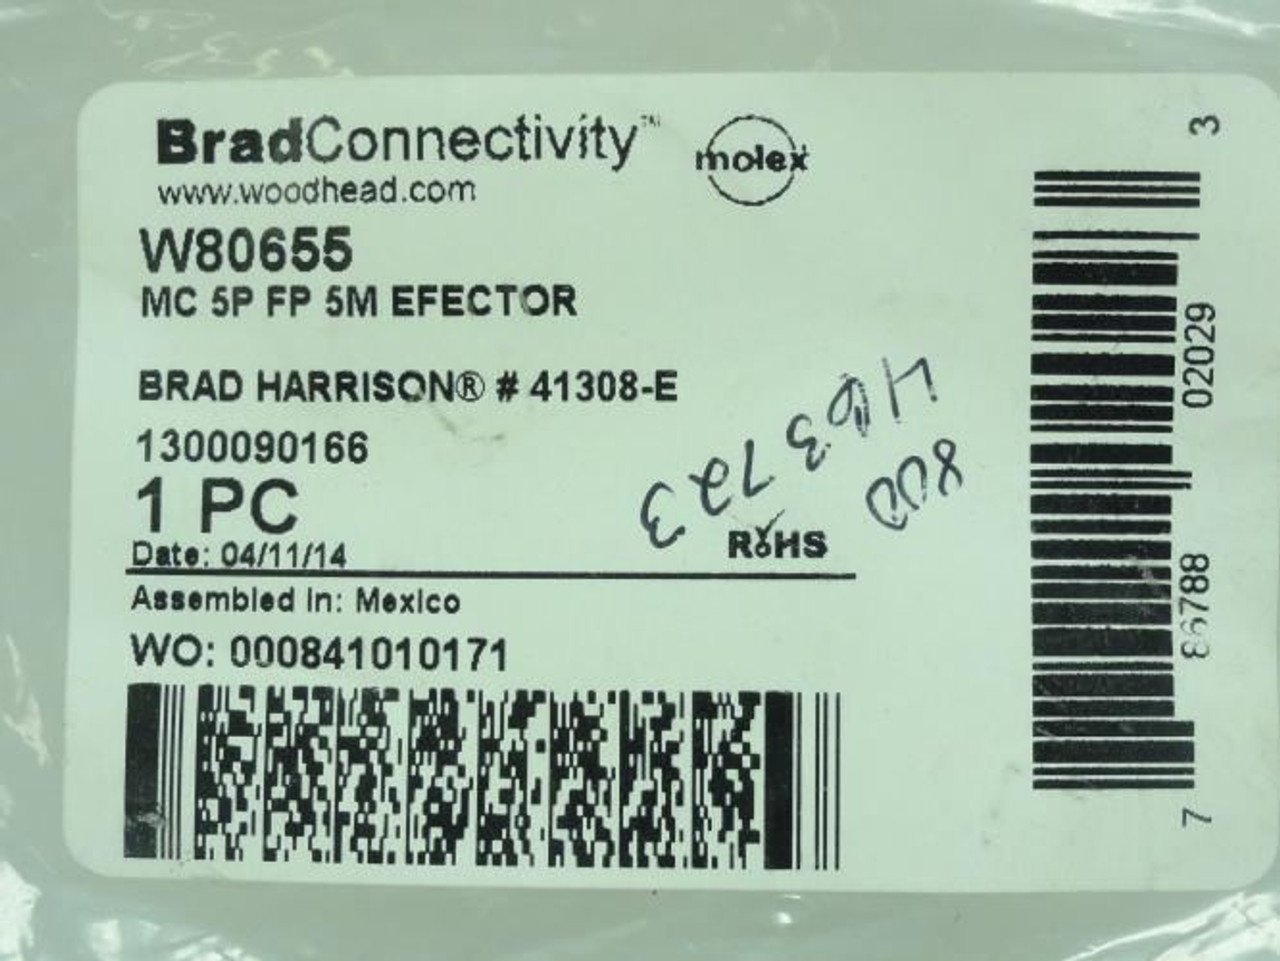 BradConnectivity™
molex
www.woodhead.com
W80655
MC 5P FP 5M EFECTOR
BRAD HARRISON® # 41308-E
1300090166
1 PC
RoHS
Date: 04/11/14
Assembled In: Mexico
WO: 000841010171
800
7 86788 02029 3